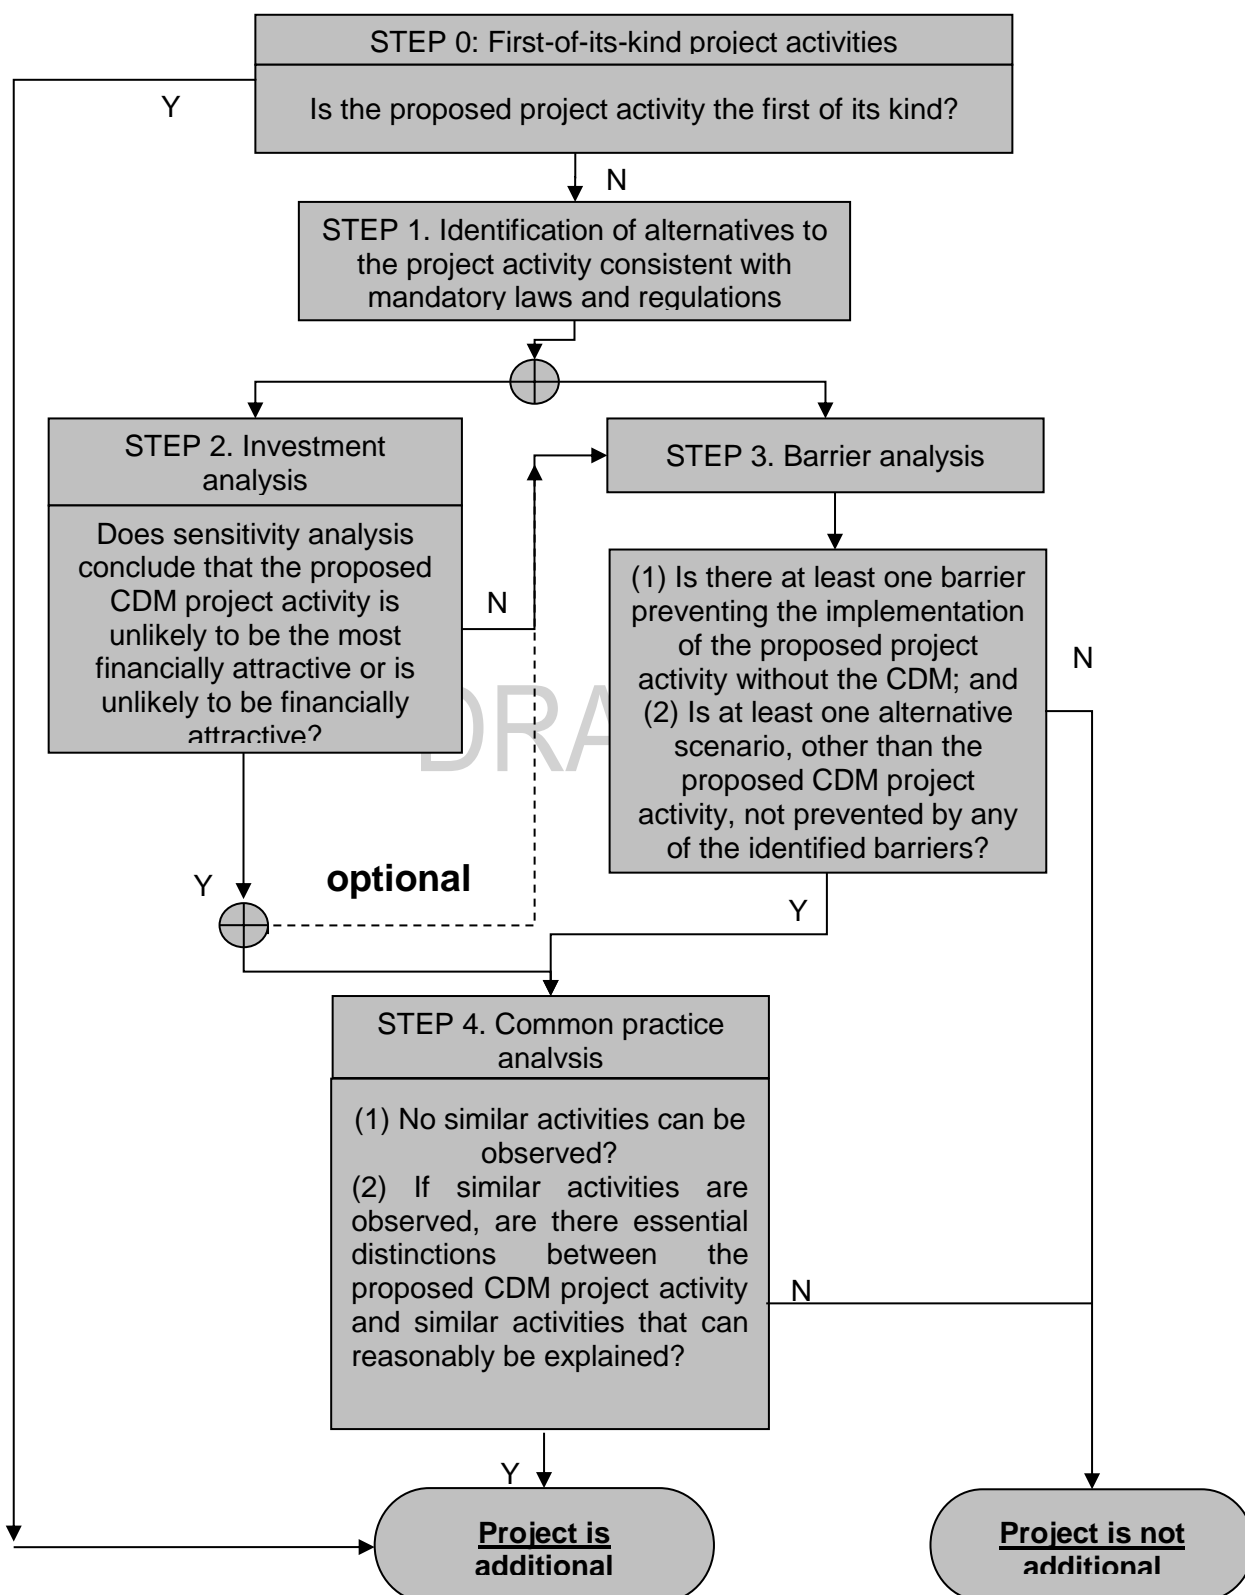 STEP 0: First-of-its-kind project activities
Y
Is the proposed project activity the first of its kind?
N
STEP 1. Identification of alternatives to
the project activity consistent with
mandatory laws and regulations
STEP 2. Investment
analysis
Does sensitivity analysis
conclude that the proposed
CDM project activity is
unlikely to be the most
financially attractive or is
unlikely to be financially
attractive?
N
STEP 3. Barrier analysis
(1) Is there at least one barrier
preventing the implementation
of the proposed project
activity without the CDM; and
(2) Is at least one alternative
scenario, other than the
proposed CDM project
activity, not prevented by any
of the identified barriers?
N
DRA
Y
optional
Y
STEP 4. Common practice
analysis
(1) No similar activities can be
observed?
(2) If similar activities are
observed, are there essential
distinctions between the
proposed CDM project activity
and similar activities that can
reasonably be explained?
N
Y
Project is
additional
Project is not
additional